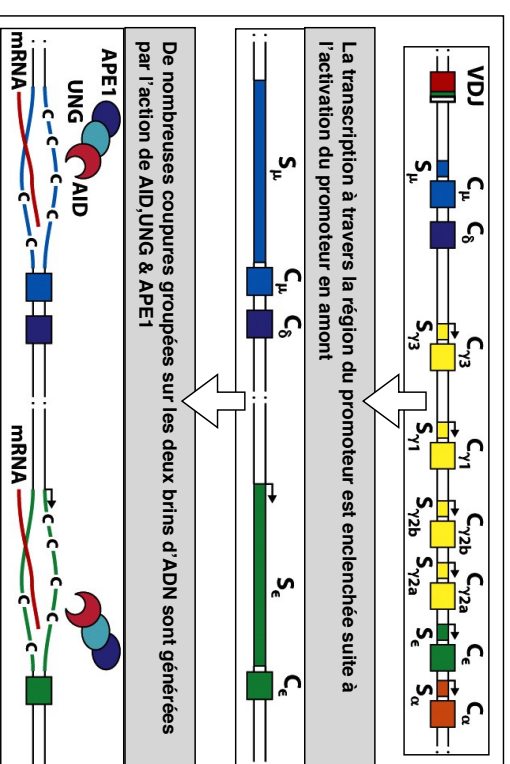 VDJ
Cμ Cδ Cγ3 Cγ1 Cγ2b Cγ2a Cε Cα
Sμ Sγ3 Sγ1 Sγ2b Sγ2a Sε Sα
La transcription à travers la région du promoteur est enclenchée suite à
l'activation du promoteur en amont
Sμ Cμ Cδ Sε Cε
De nombreuses coupures groupées sur les deux brins d'ADN sont générées
par l'action de AID,UNG & APE1
APE1
UNG
AID
C C C C C C C C C C C C
mRNA
mRNA